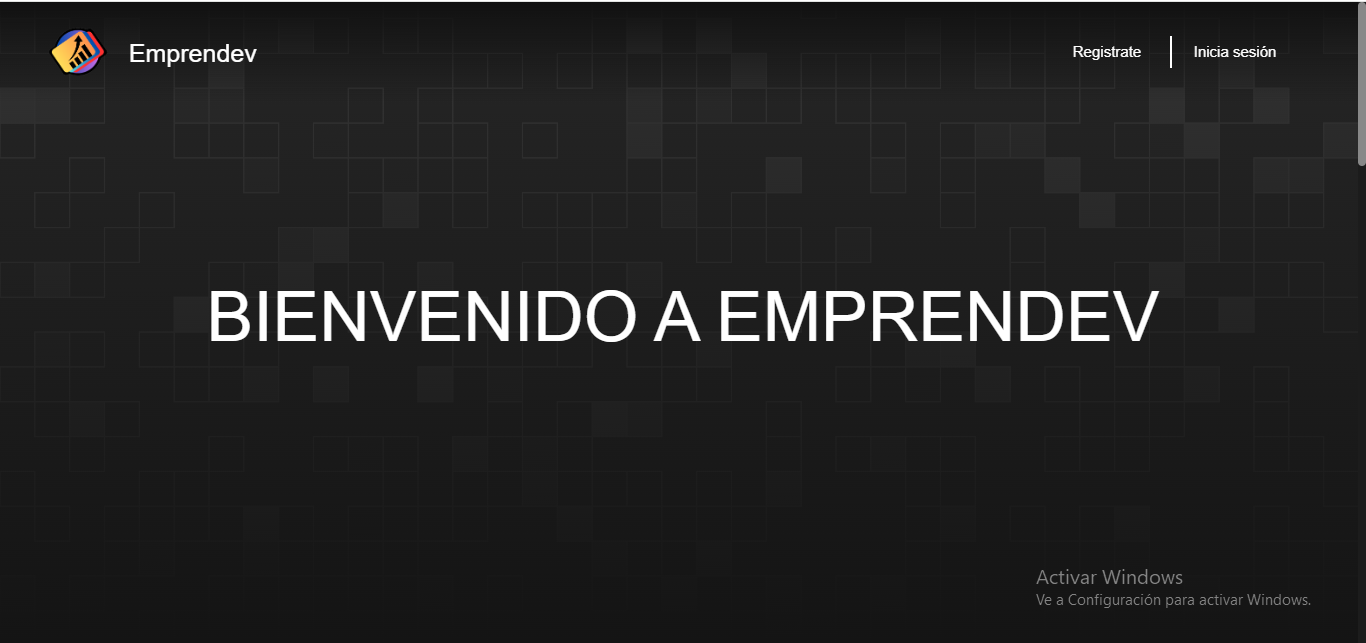 Emprendev
Registrate
Inicia sesión
BIENVENIDO A EMPRENDEV
Activar Windows
Ve a Configuración para activar Windows.